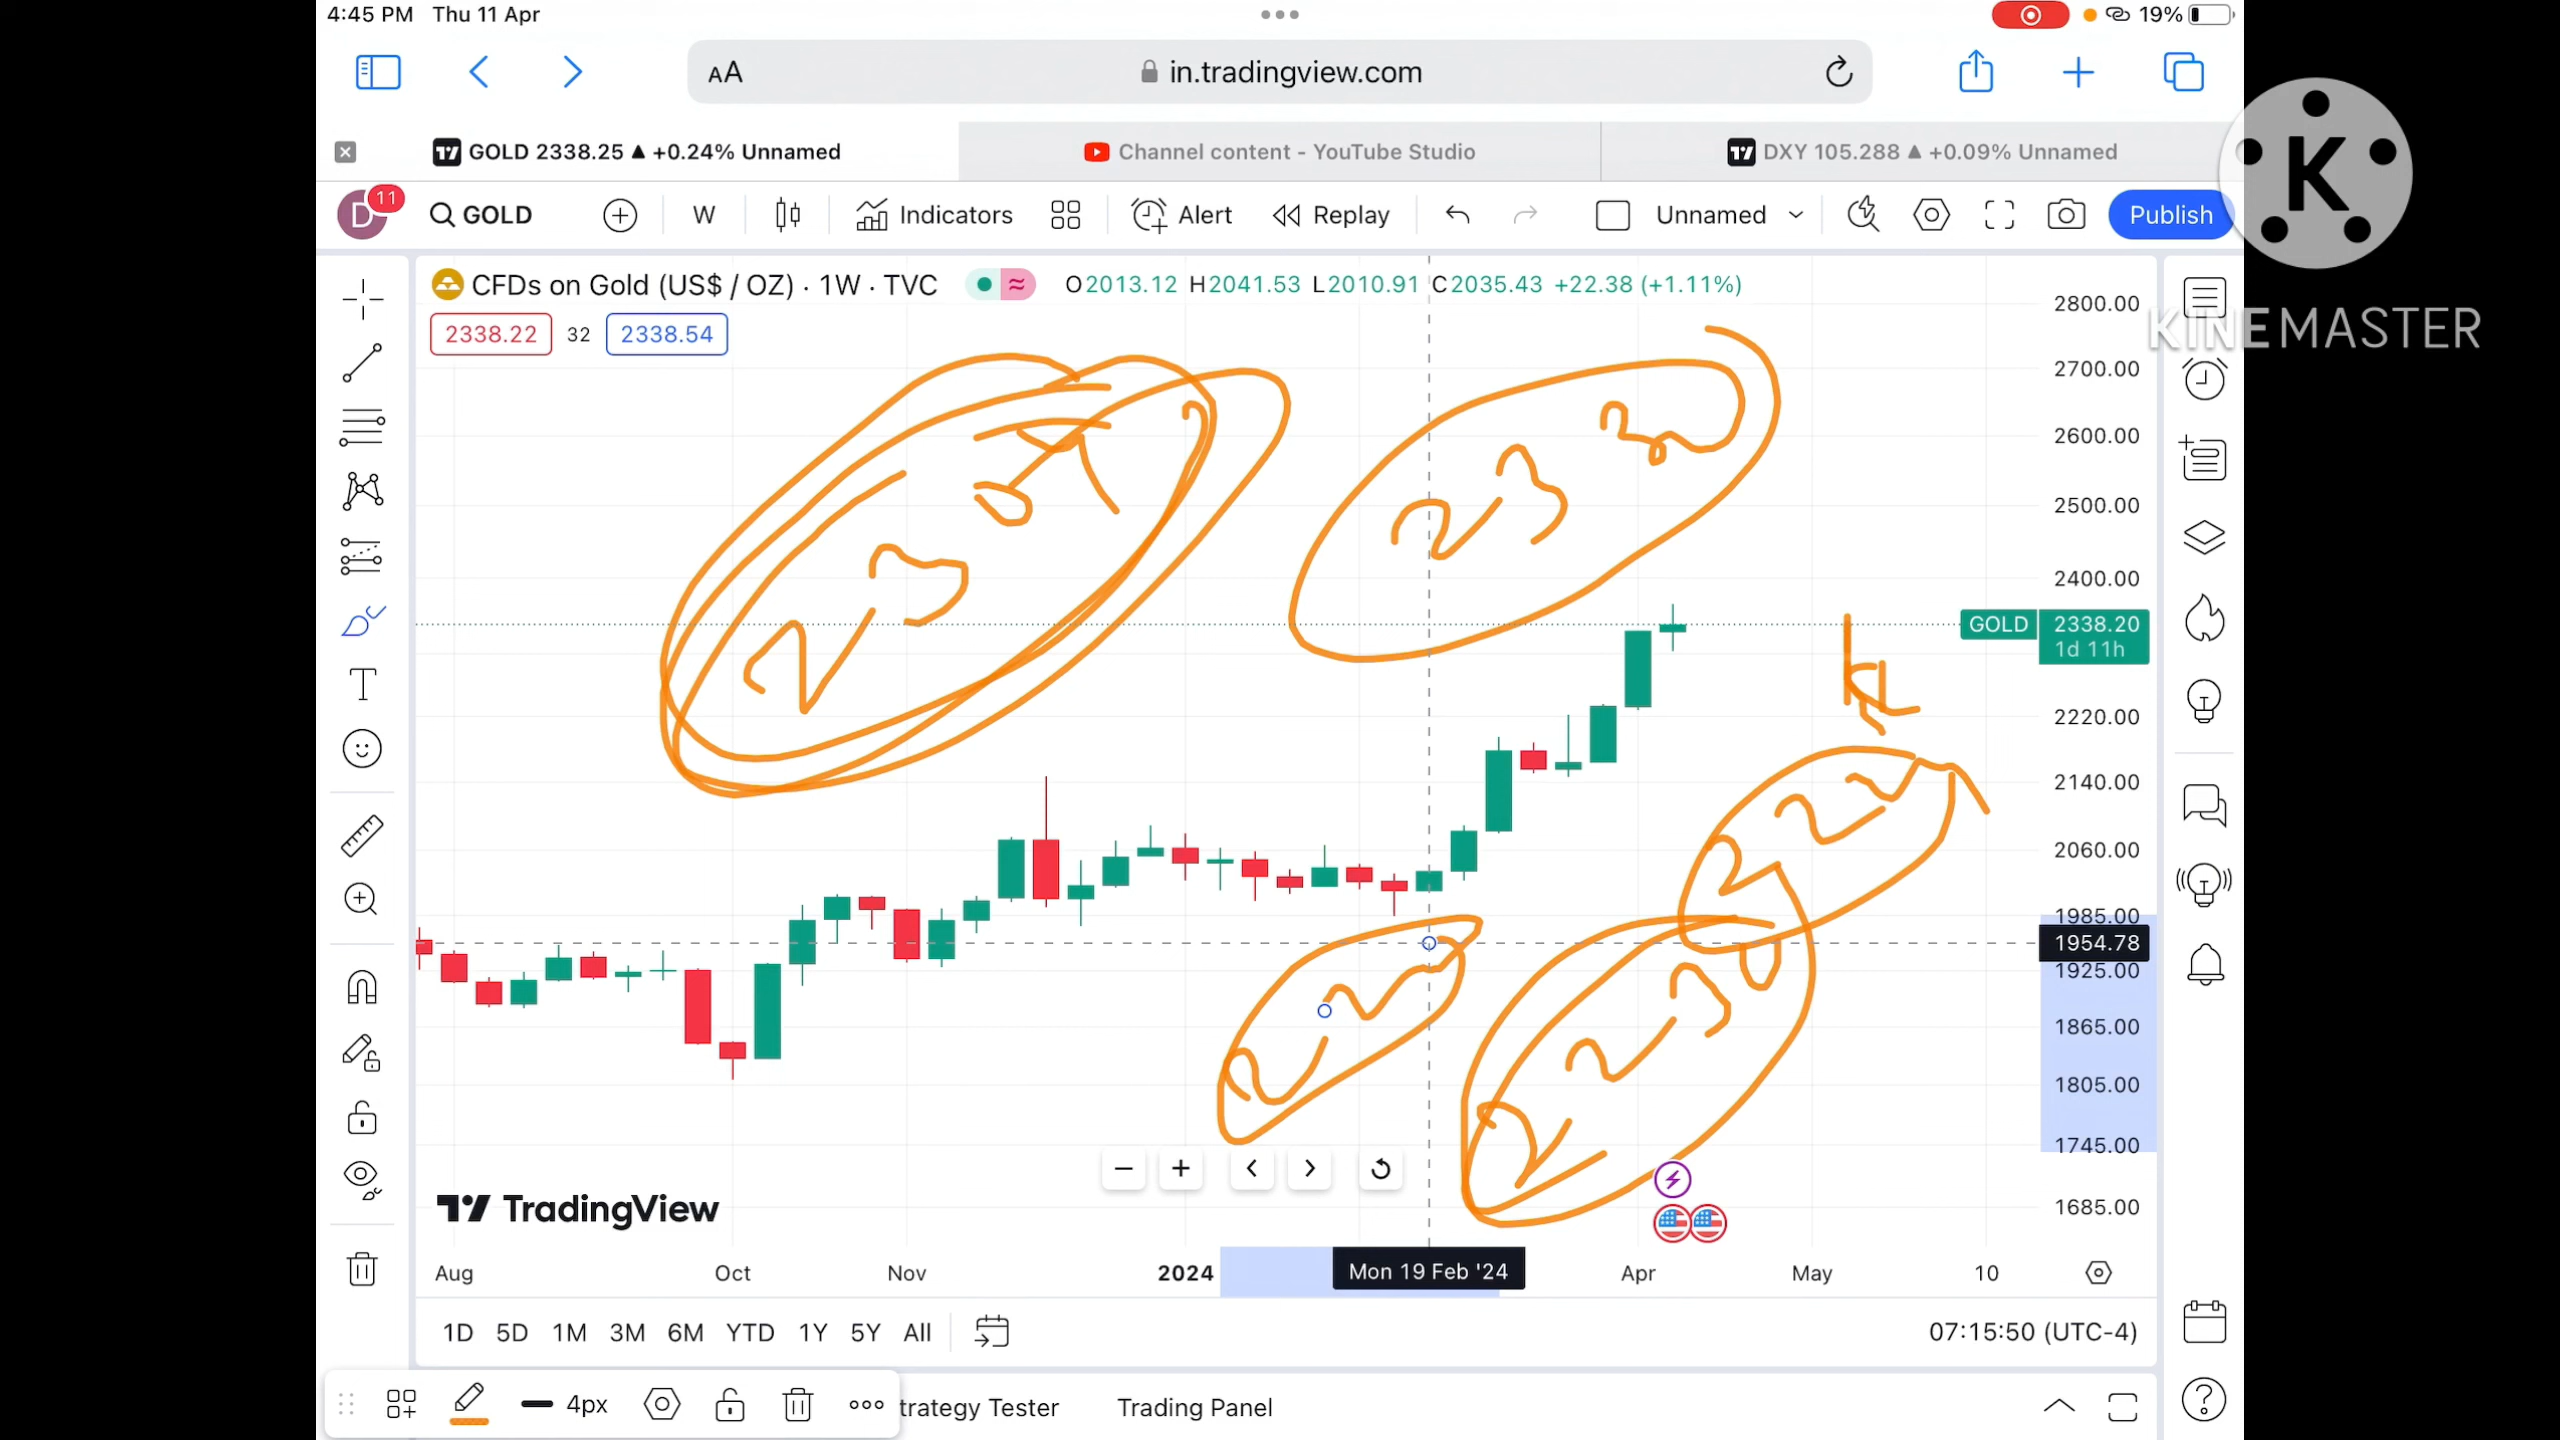 4:45 PM Thu 11 Apr
19%
AA in.tradingview.com
GOLD 2338.25 ▲ +0.24% Unnamed
Channel content - YouTube Studio
DXY 105.288 ▲ +0.09% Unnamed
D 11 GOLD W Indicators Alert Replay Unnamed Publish
K
KINEMASTER
CFDs on Gold (US$ / OZ) · 1W · TVC O2013.12 H2041.53 L2010.91 C2035.43 +22.38 (+1.11%)
2338.22 32 2338.54
2800.00
2700.00
2600.00
2500.00
2400.00
GOLD 2338.20
1d 11h
2220.00
2140.00
2060.00
1985.00
1954.78
1925.00
1865.00
1805.00
1745.00
1685.00
23
23
22
2230
TradingView
Aug Oct Nov 2024 Mon 19 Feb '24 Apr May 10
1D 5D 1M 3M 6M YTD 1Y 5Y All 07:15:50 (UTC-4)
4px trategy Tester Trading Panel